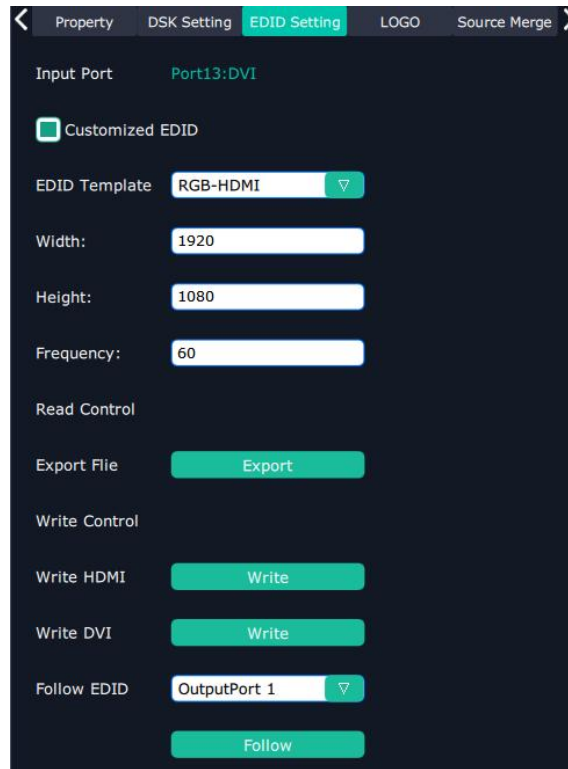 Property DSK Setting EDID Setting LOGO Source Merge
Input Port Port13:DVI
Customized EDID
EDID Template RGB-HDMI
Width: 1920
Height: 1080
Frequency: 60
Read Control
Export Flie Export
Write Control
Write HDMI Write
Write DVI Write
Follow EDID OutputPort 1
Follow